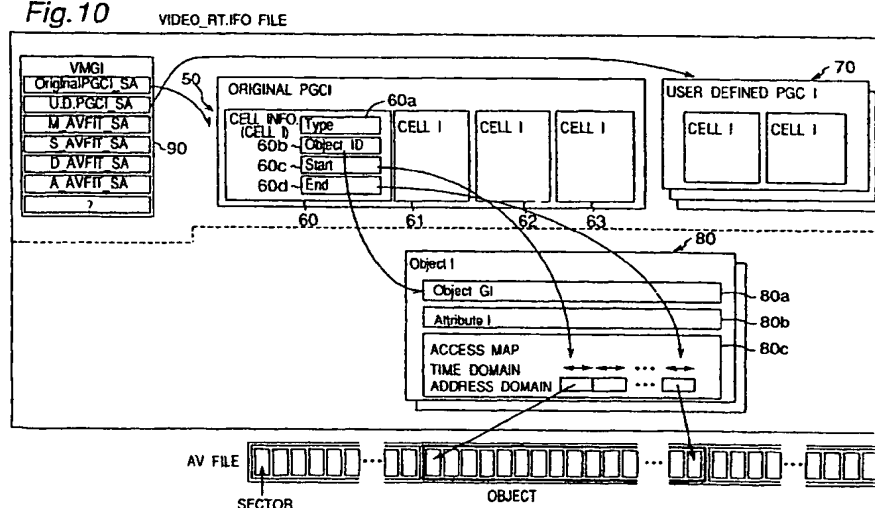 Fig.10
VIDEO_RT.IFO FILE
VMGI
OriginalPGCI_SA
U.D.PGCI_SA
M_AVFIT_SA
S_AVFIT_SA
D_AVFIT_SA
A_AVFIT_SA
?
90
50
ORIGINAL PGCI
CELL INFO.
(CELL I)
Type
Object_ID
Start
End
60a
60b
60c
60d
CELL I
CELL I
CELL I
60
61
62
63
70
USER DEFINED PGC I
CELL I
CELL I
80
Object I
Object GI
80a
Attribute I
80b
ACCESS MAP
80c
TIME DOMAIN
ADDRESS DOMAIN
AV FILE
SECTOR
OBJECT